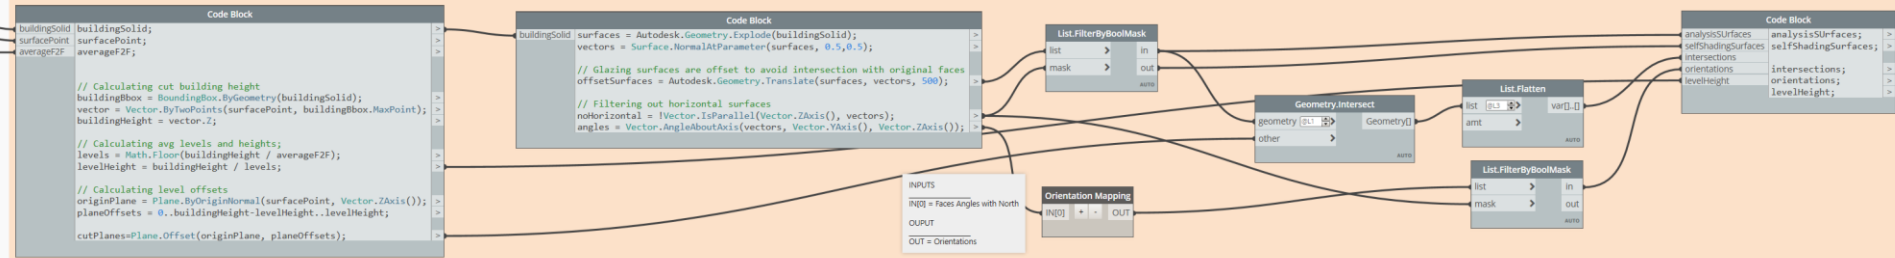 Code Block
buildingSolid
surfacePoint
averageF2F
buildingSolid;
surfacePoint;
averageF2F;
// Calculating cut building height
buildingBbox = BoundingBox.ByGeometry(buildingSolid);
vector = Vector.ByTwoPoints(surfacePoint, buildingBbox.MaxPoint);
buildingHeight = vector.Z;
// Calculating avg levels and heights;
levels = Math.Floor(buildingHeight / averageF2F);
levelHeight = buildingHeight / levels;
// Calculating level offsets
originPlane = Plane.ByOriginNormal(surfacePoint, Vector.ZAxis());
planeOffsets = 0..buildingHeight-levelHeight..levelHeight;
cutPlanes=Plane.Offset(originPlane, planeOffsets);
Code Block
buildingSolid
surfaces = Autodesk.Geometry.Explode(buildingSolid);
vectors = Surface.NormalAtParameter(surfaces, 0.5,0.5);
// Glazing surfaces are offset to avoid intersection with original faces
offsetSurfaces = Autodesk.Geometry.Translate(surfaces, vectors, 500);
// Filtering out horizontal surfaces
noHorizontal = !Vector.IsParallel(Vector.ZAxis(), vectors);
angles = Vector.AngleAboutAxis(vectors, Vector.YAxis(), Vector.ZAxis());
INPUTS
IN[0] = Faces Angles with North
OUPUT
OUT = Orientations
List.FilterByBoolMask
list > in
mask > out
AUTO
Orientation Mapping
IN[0] + - OUT
Geometry.Intersect
geometry @L1 > Geometry[]
other >
AUTO
List.Flatten
list @L3 > var[]..[]
amt >
AUTO
List.FilterByBoolMask
list > in
mask > out
AUTO
Code Block
analysisSUrfaces
selfShadingSurfaces
intersections
orientations
levelHeight
analysisSUrfaces;
selfShadingSurfaces;
intersections;
orientations;
levelHeight;